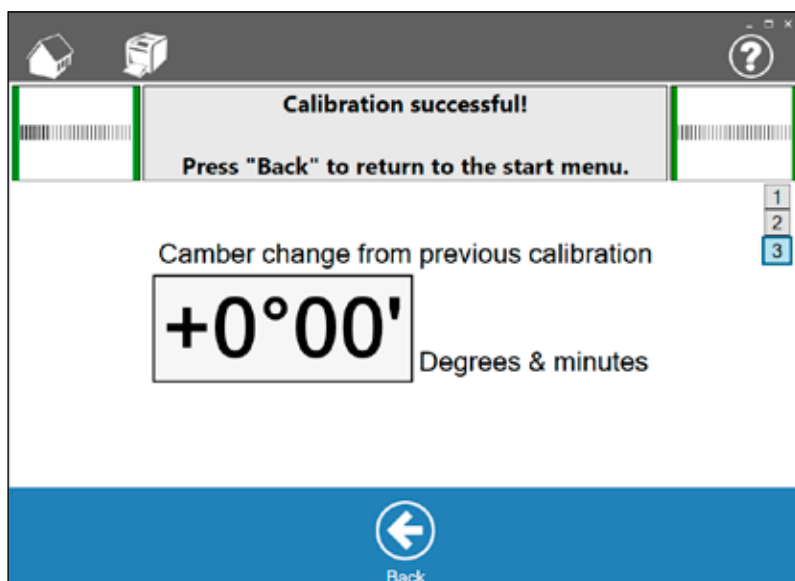 ?
Calibration successful!
Press "Back" to return to the start menu.
1
2
3
Camber change from previous calibration
+0°00'
Degrees & minutes
Back